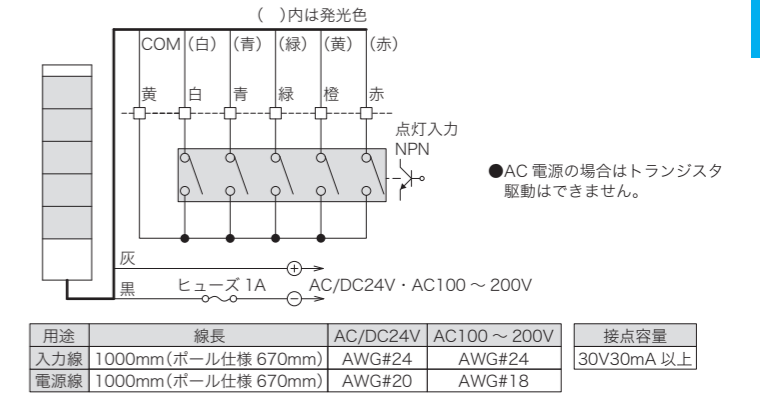 ( )内は発光色
COM (白) (青) (緑) (黄) (赤)
黄 白 青 緑 橙 赤
点灯入力
NPN
●AC 電源の場合はトランジスタ
駆動はできません。
灰
黒 ヒューズ 1A AC/DC24V・AC100 ～ 200V
用途 線長 AC/DC24V AC100 ～ 200V 接点容量
入力線 1000mm(ポール仕様 670mm) AWG#24 AWG#24 30V30mA 以上
電源線 1000mm(ポール仕様 670mm) AWG#20 AWG#18